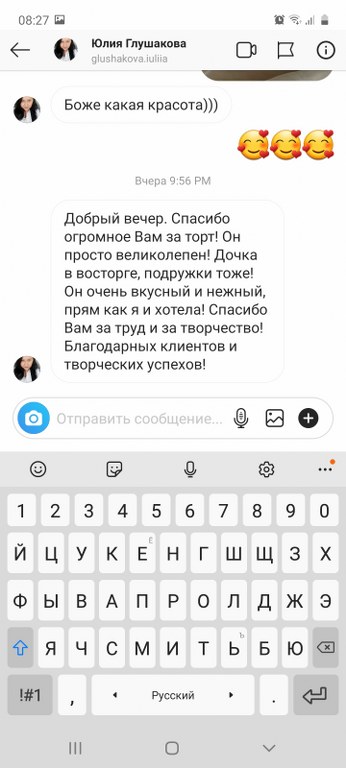 08:27
Юлия Глушакова
glushakova.iuliia
Боже какая красота)))
Вчера 9:56 PM
Добрый вечер. Спасибо
огромное Вам за торт! Он
просто великолепен! Дочка
в восторге, подружки тоже!
Он очень вкусный и нежный,
прям как я и хотела! Спасибо
Вам за труд и за творчество!
Благодарных клиентов и
творческих успехов!
Отправить сообщение...
1 2 3 4 5 6 7 8 9 0
Й Ц У К Е Ё Н Г Ш Щ З Х
Ф Ы В А П Р О Л Д Ж Э
Я Ч С М И Т Ь Ъ Б Ю
!#1 , Русский .